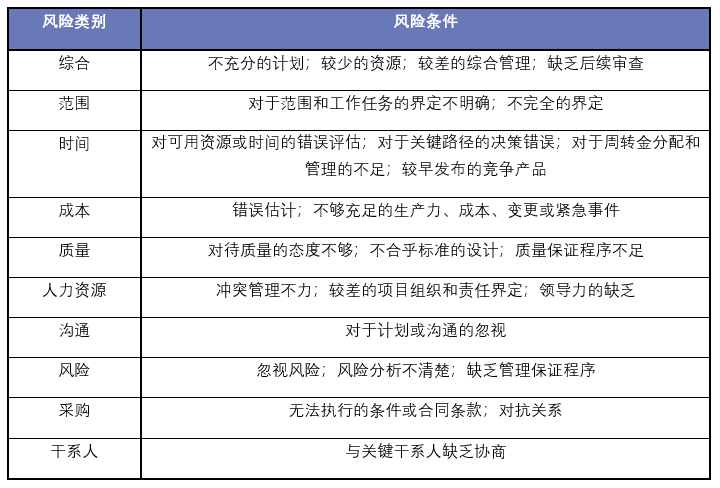 风险类别 风险条件
综合 不充分的计划；较少的资源；较差的综合管理；缺乏后续审查
范围 对于范围和工作任务的界定不明确；不完全的界定
时间 对可用资源或时间的错误评估；对于关键路径的决策错误；对于周转金分配和
管理的不足；较早发布的竞争产品
成本 错误估计；不够充足的生产力、成本、变更或紧急事件
质量 对待质量的态度不够；不合乎标准的设计；质量保证程序不足
人力资源 冲突管理不力；较差的项目组织和责任界定；领导力的缺乏
沟通 对于计划或沟通的忽视
风险 忽视风险；风险分析不清楚；缺乏管理保证程序
采购 无法执行的条件或合同条款；对抗关系
干系人 与关键干系人缺乏协商